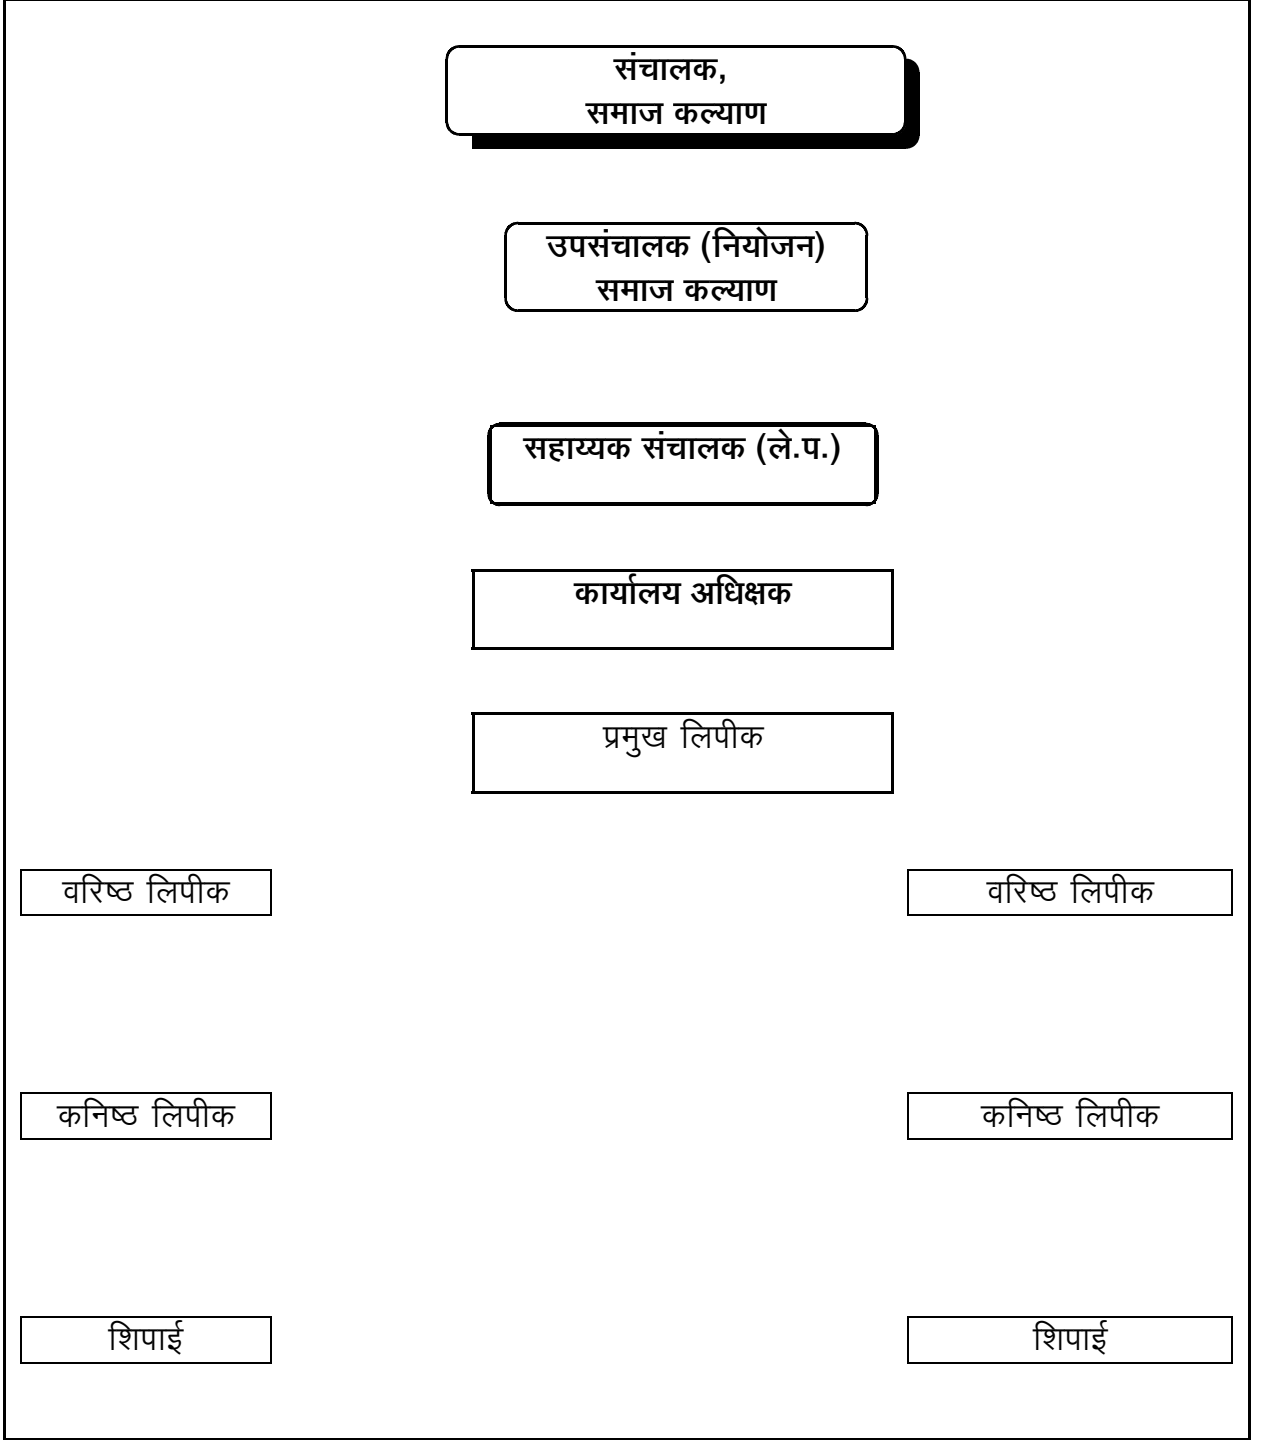 संचालक,
समाज कल्याण
उपसंचालक (नियोजन)
समाज कल्याण
सहाय्यक संचालक (ले.प.)
कार्यालय अधिक्षक
प्रमुख लिपीक
वरिष्ठ लिपीक
वरिष्ठ लिपीक
कनिष्ठ लिपीक
कनिष्ठ लिपीक
शिपाई
शिपाई